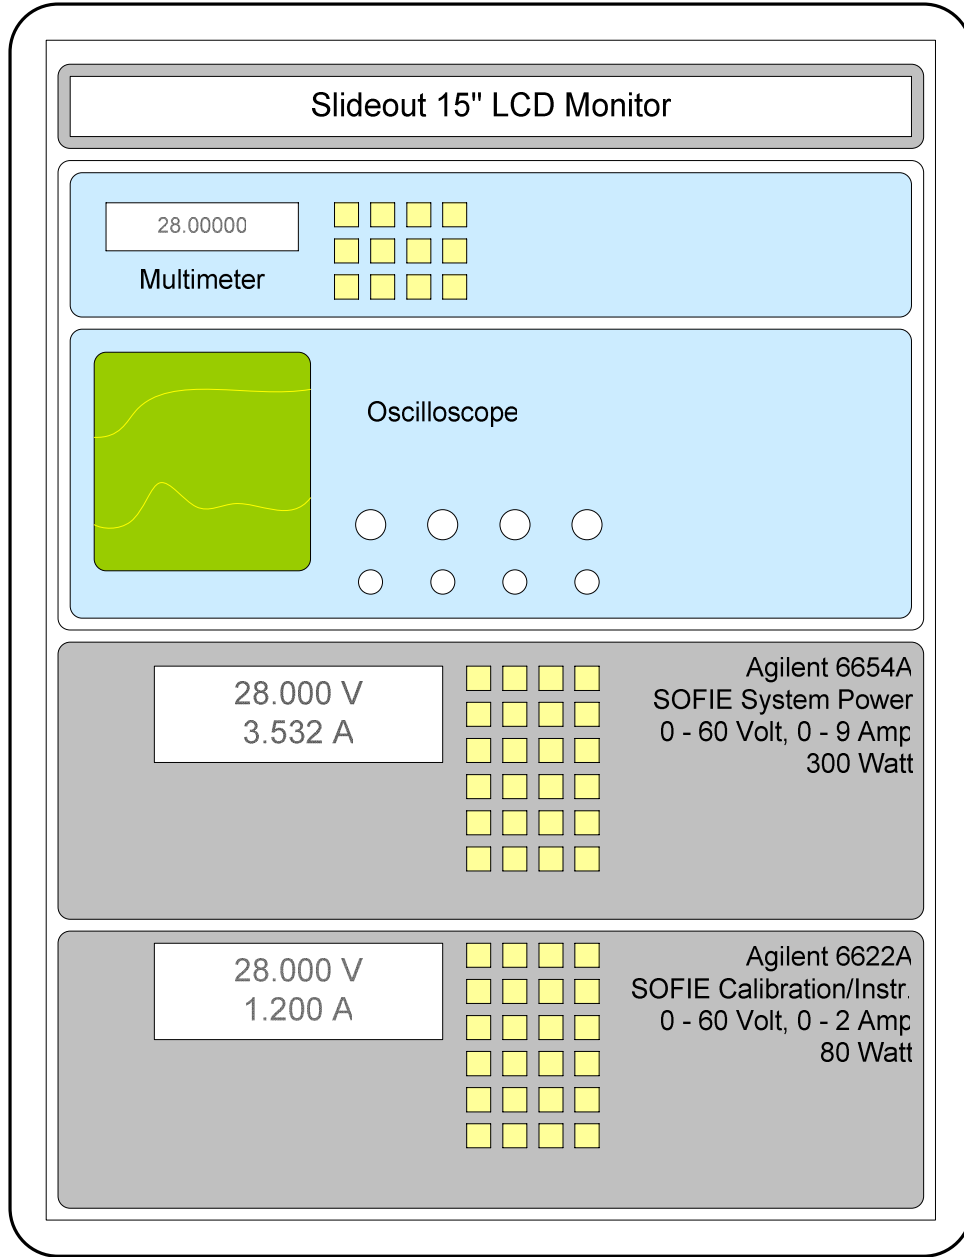 Slideout 15" LCD Monitor
28.00000
Multimeter
Oscilloscope
28.000 V
3.532 A
Agilent 6654A
SOFIE System Power
0 - 60 Volt, 0 - 9 Amp
300 Watt
28.000 V
1.200 A
Agilent 6622A
SOFIE Calibration/Instr.
0 - 60 Volt, 0 - 2 Amp
80 Watt